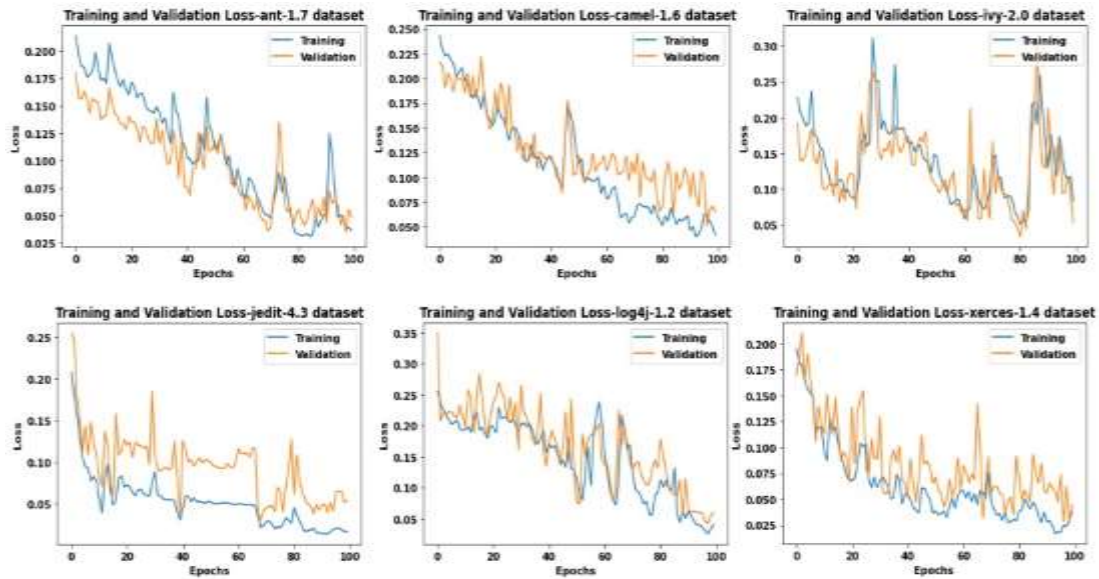 Training and Validation Loss-ant-1.7 dataset
0.200
0.175
0.150
0.125
0.100
0.075
0.050
0.025
Loss
Training
Validation
0 20 40 60 80 100
Epochs
Training and Validation Loss-camel-1.6 dataset
0.250
0.225
0.200
0.175
0.150
0.125
0.100
0.075
0.050
Loss
Training
Validation
0 20 40 60 80 100
Epochs
Training and Validation Loss-ivy-2.0 dataset
0.30
0.25
0.20
0.15
0.10
0.05
Loss
Training
Validation
0 20 40 60 80 100
Epochs
Training and Validation Loss-jedit-4.3 dataset
0.25
0.20
0.15
0.10
0.05
Loss
Training
Validation
0 20 40 60 80 100
Epochs
Training and Validation Loss-log4j-1.2 dataset
0.35
0.30
0.25
0.20
0.15
0.10
0.05
Loss
Training
Validation
0 20 40 60 80 100
Epochs
Training and Validation Loss-xerces-1.4 dataset
0.200
0.175
0.150
0.125
0.100
0.075
0.050
0.025
Loss
Training
Validation
0 20 40 60 80 100
Epochs